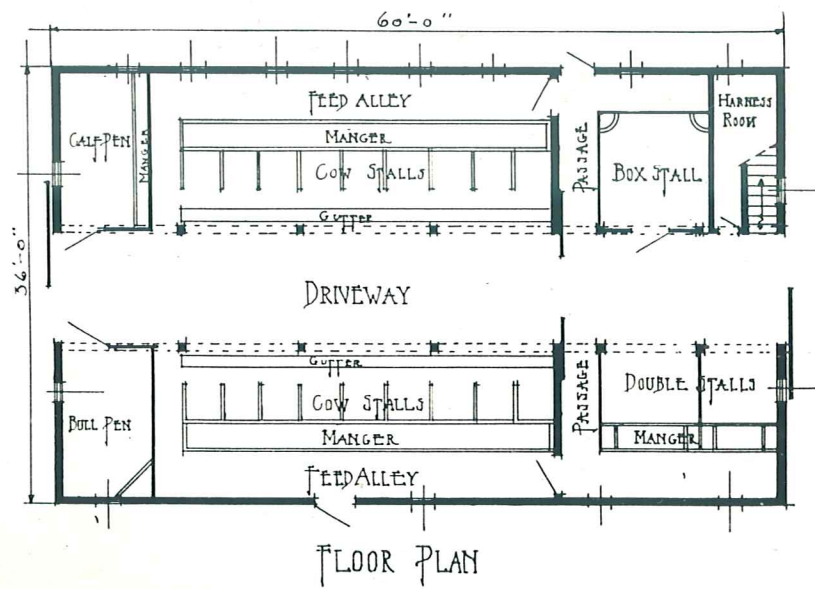 60'-0"
FEED ALLEY
HARNESS
ROOM
MANGER
CALF PEN
MANGER
COW STALLS
PASSAGE
BOX STALL
GUTTER
36'-0"
DRIVEWAY
GUTTER
COW STALLS
PASSAGE
DOUBLE STALLS
BULL PEN
MANGER
MANGER
FEED ALLEY
FLOOR PLAN